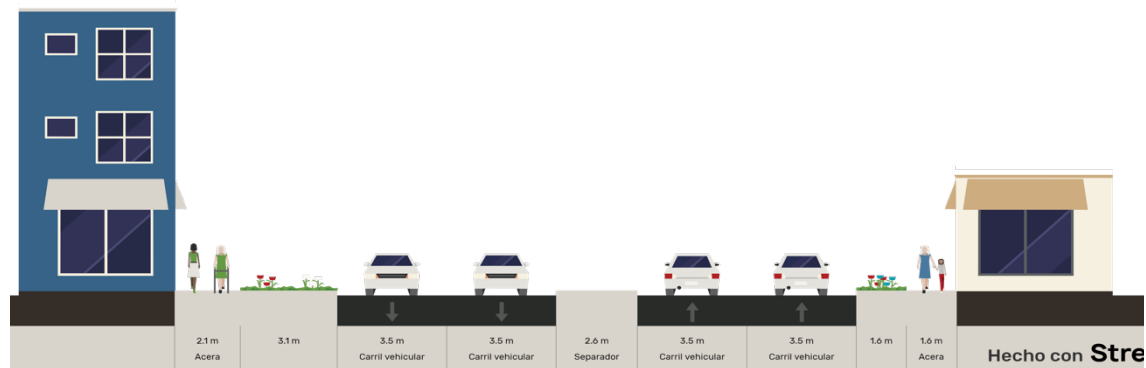 2.1 m
Acera
3.1 m
3.5 m
Carril vehicular
3.5 m
Carril vehicular
2.6 m
Separador
3.5 m
Carril vehicular
3.5 m
Carril vehicular
1.6 m
1.6 m
Acera
Hecho con Stre